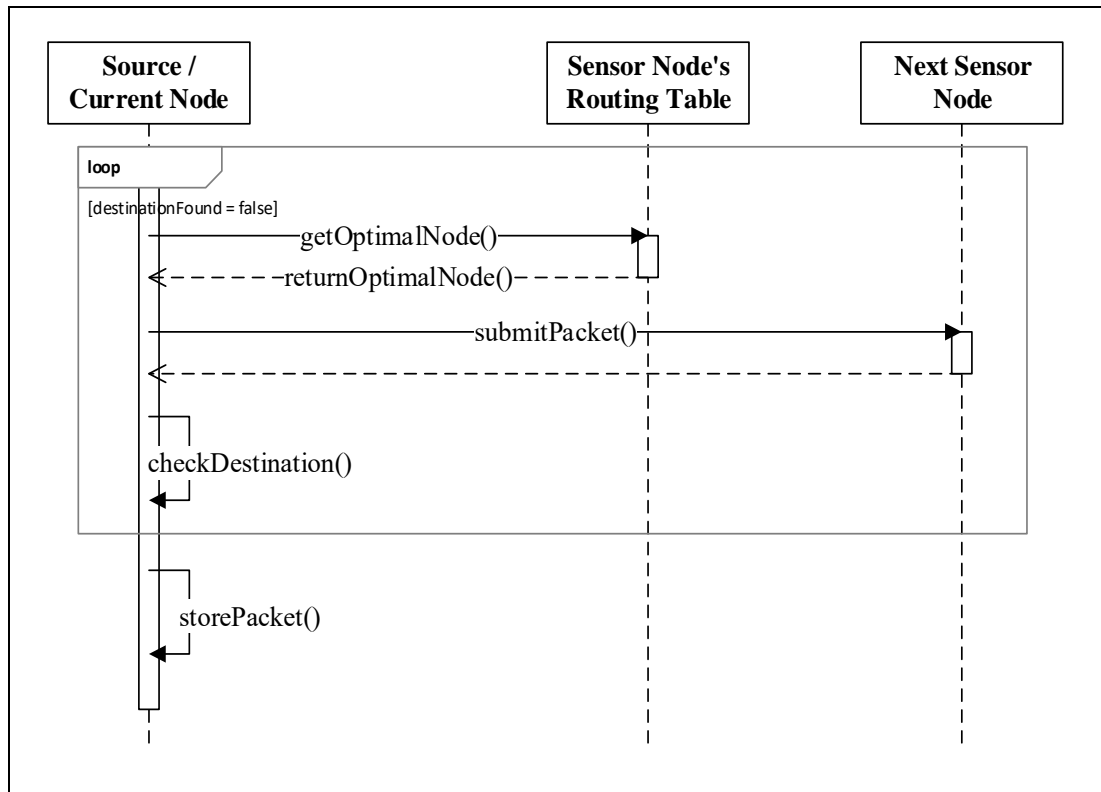 Source /
Current Node
Sensor Node's
Routing Table
Next Sensor
Node
loop
[destinationFound = false]
getOptimalNode()
returnOptimalNode()
submitPacket()
checkDestination()
storePacket()